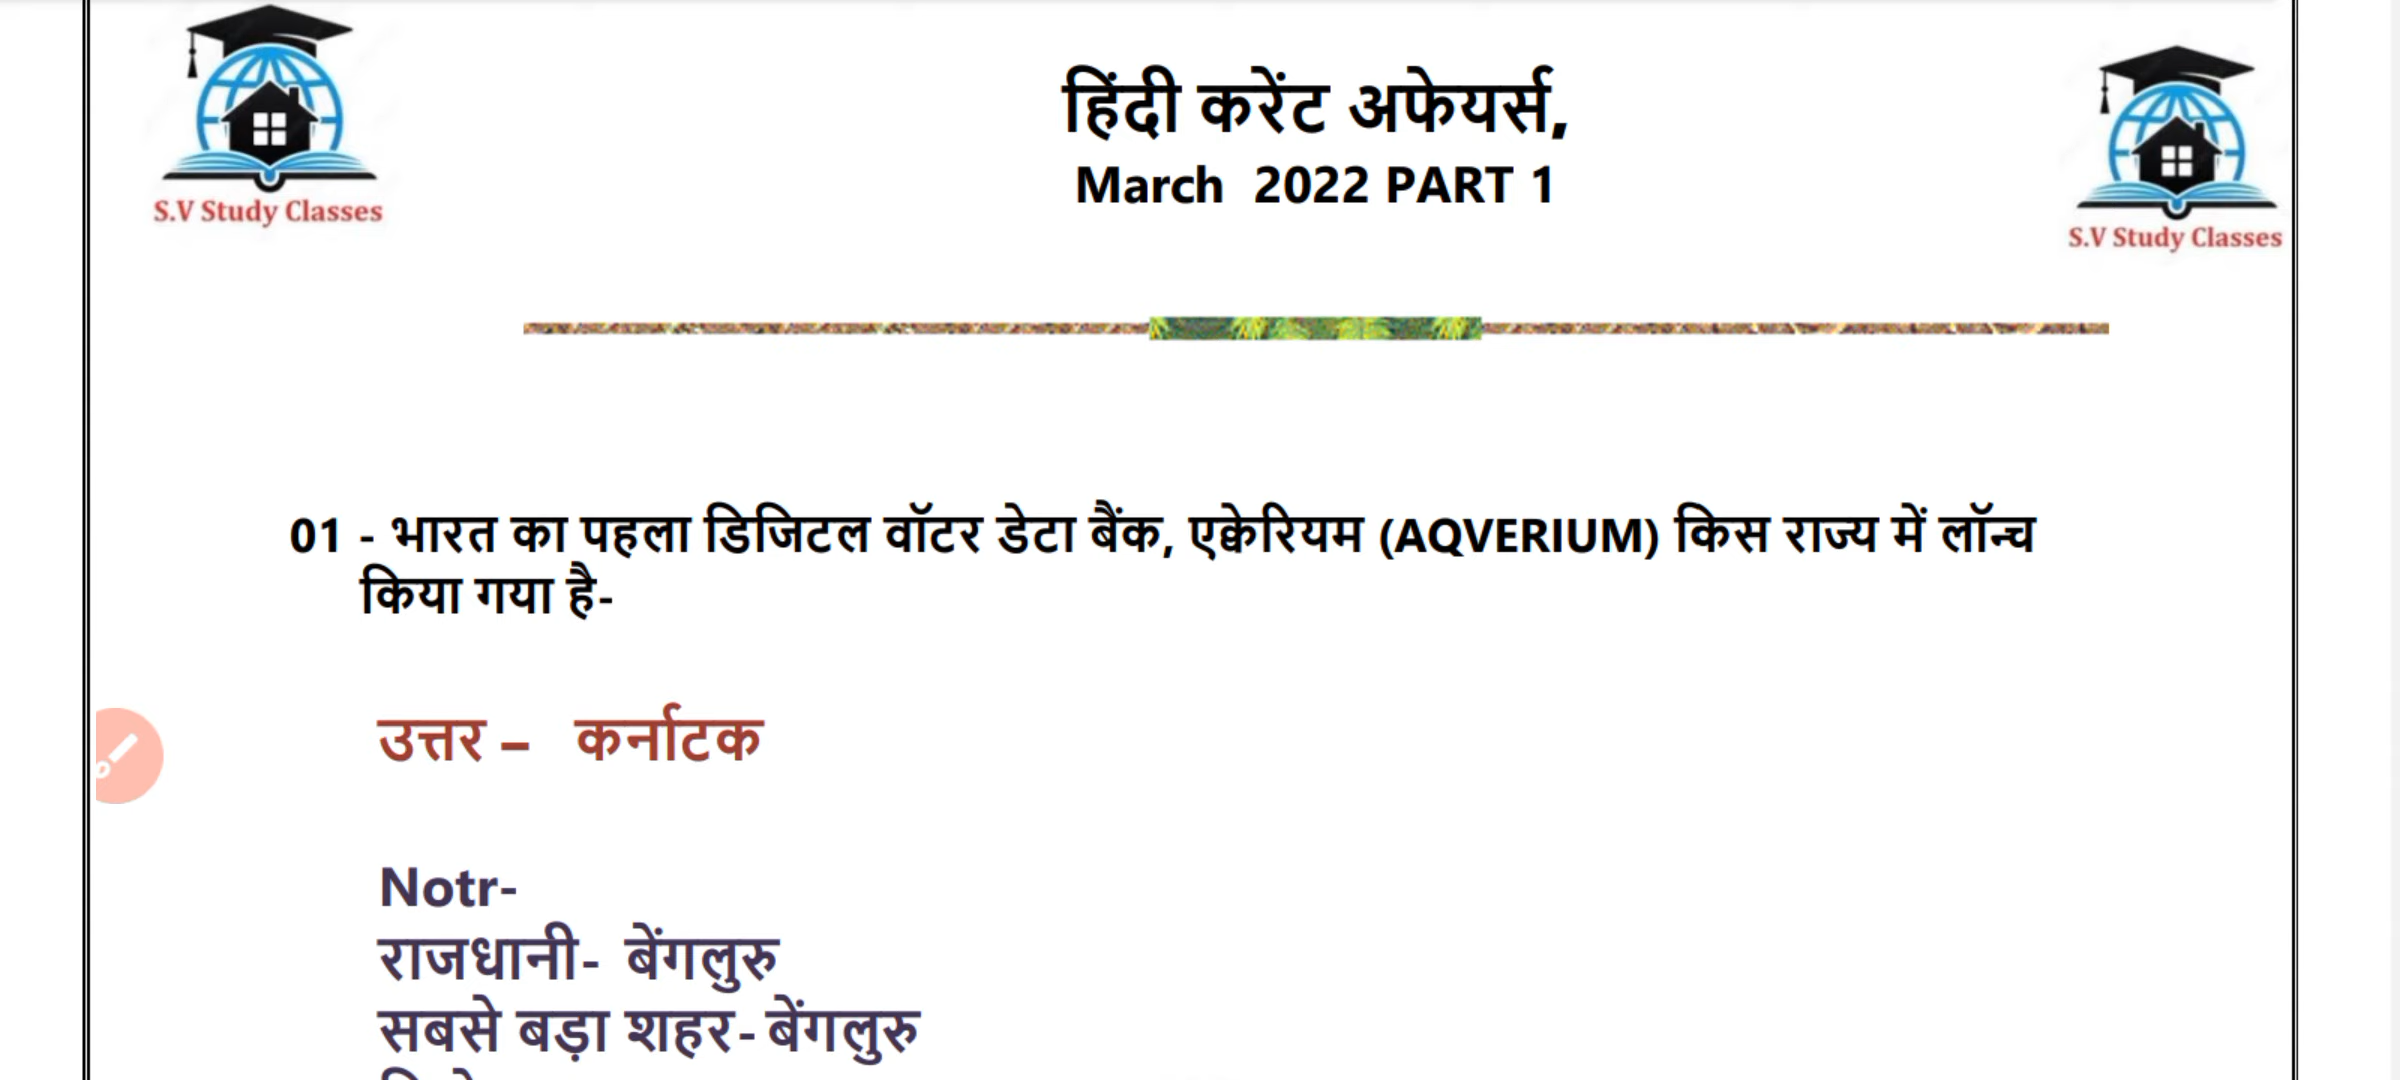 S.V Study Classes
हिंदी करेंट अफेयर्स,
March 2022 PART 1
S.V Study Classes
01 - भारत का पहला डिजिटल वॉटर डेटा बैंक, एक्वेरियम (AQVERIUM) किस राज्य में लॉन्च
किया गया है-
उत्तर – कर्नाटक
Notr-
राजधानी- बेंगलुरु
सबसे बड़ा शहर- बेंगलुरु